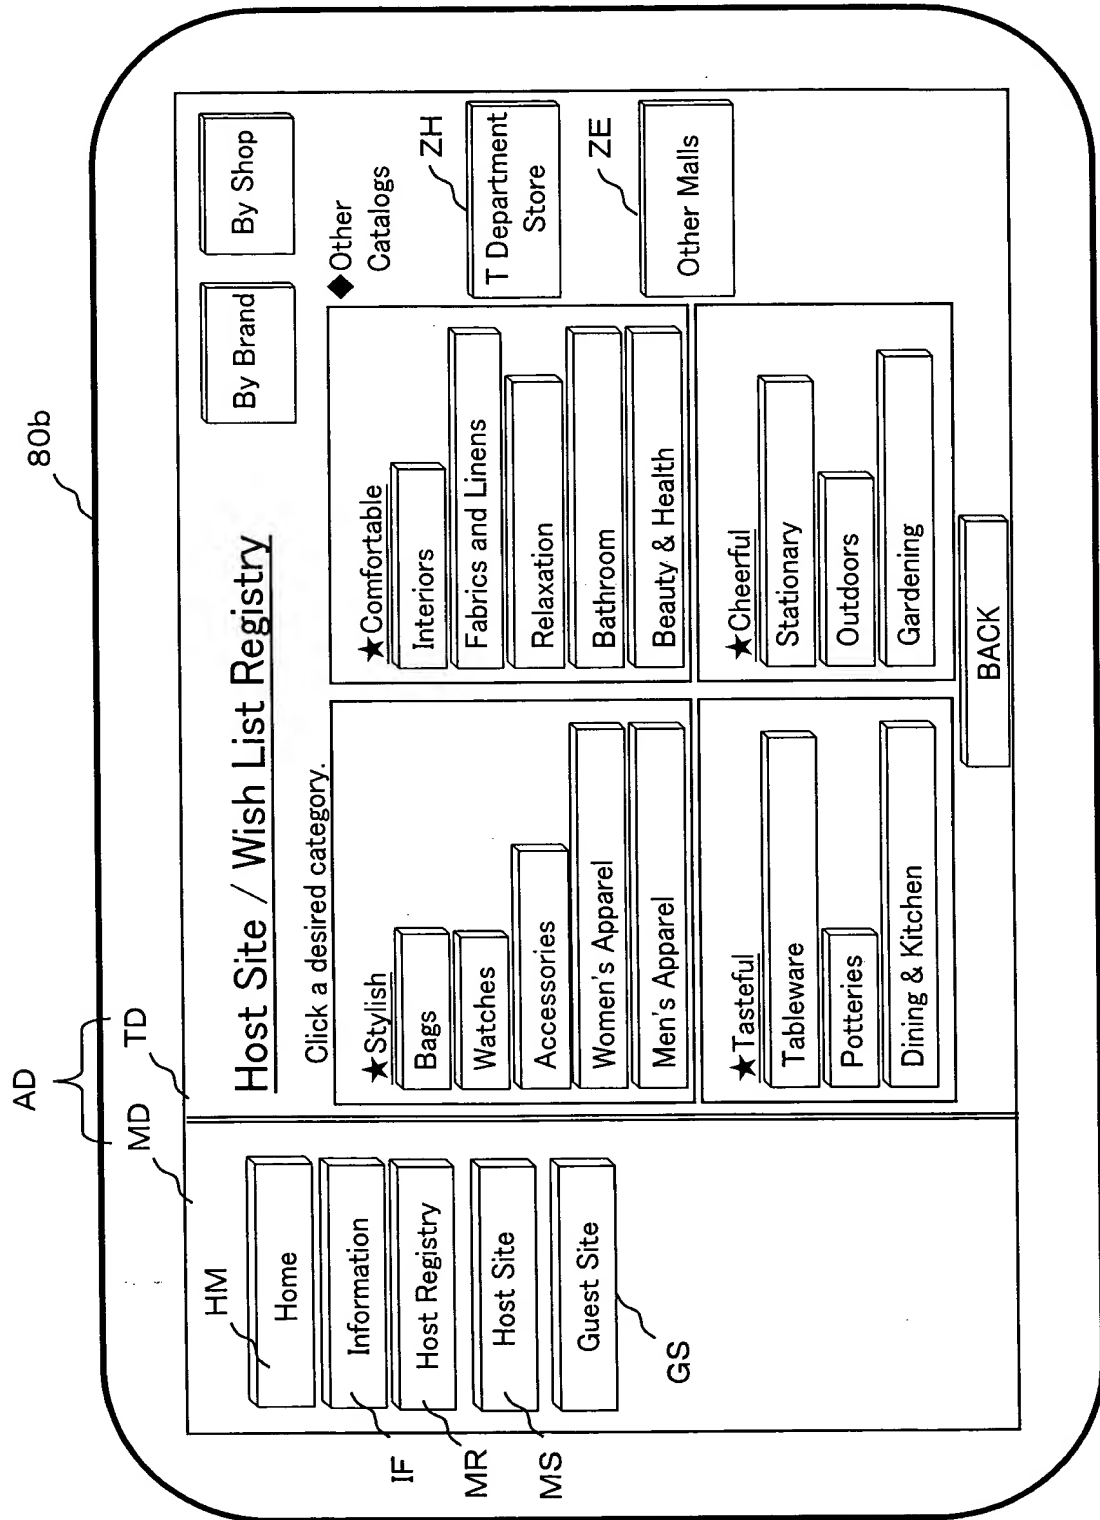 80b
AD
MD
TD
HM
Home
Information
IF
Host Registry
MR
Host Site
MS
Guest Site
GS
Host Site / Wish List Registry
By Brand
By Shop
Click a desired category.
★Stylish
Bags
Watches
Accessories
Women's Apparel
Men's Apparel
★Comfortable
Interiors
Fabrics and Linens
Relaxation
Bathroom
Beauty & Health
◆Other
Catalogs
ZH
T Department
Store
ZE
Other Malls
★Tasteful
Tableware
Potteries
Dining & Kitchen
★Cheerful
Stationary
Outdoors
Gardening
BACK